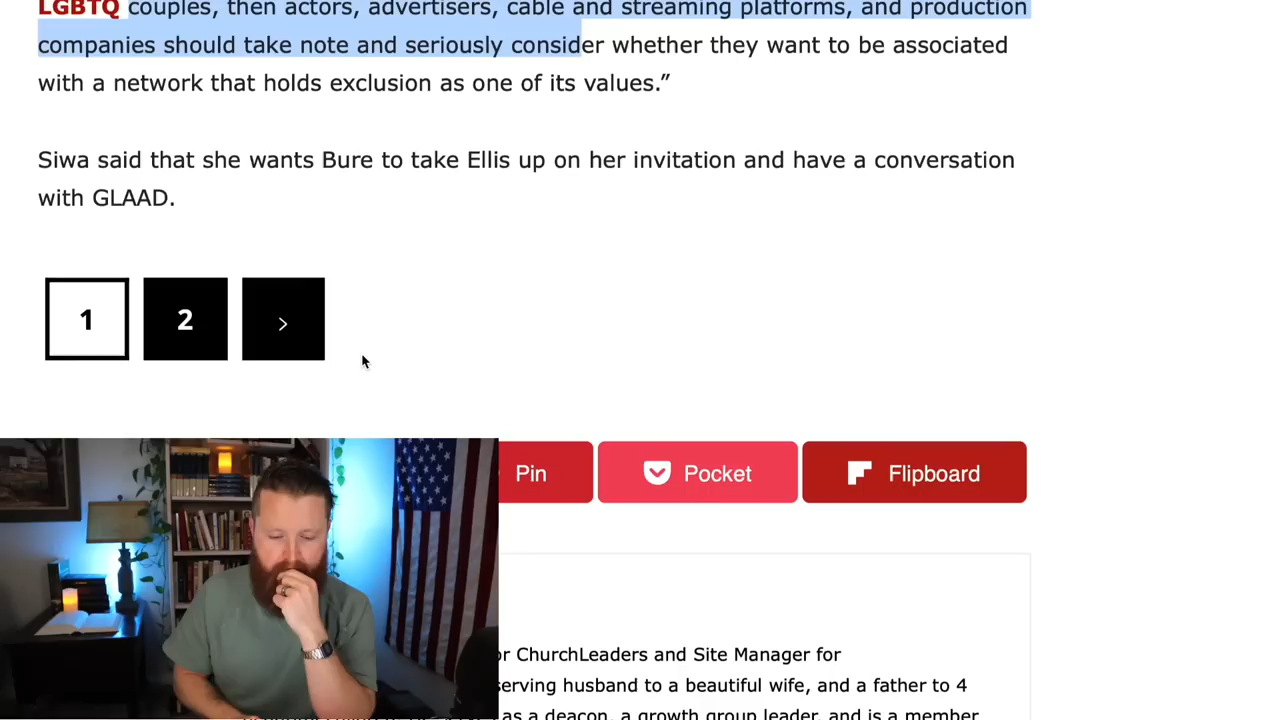 LGBTQ couples, then actors, advertisers, cable and streaming platforms, and production
companies should take note and seriously consider whether they want to be associated
with a network that holds exclusion as one of its values.”
Siwa said that she wants Bure to take Ellis up on her invitation and have a conversation
with GLAAD.
1 2 >
Pin Pocket Flipboard
or ChurchLeaders and Site Manager for
serving husband to a beautiful wife, and a father to 4
as a deacon, a growth group leader, and is a member